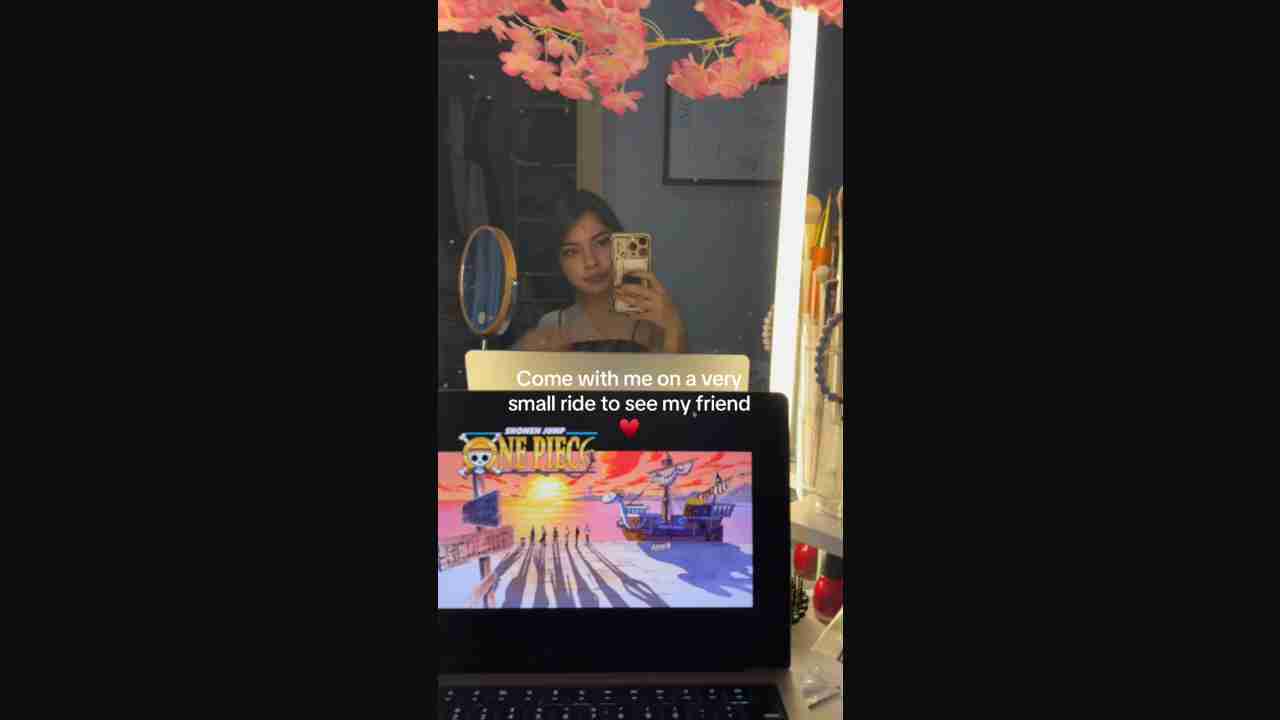 Come with me on a very
small ride to see my friend
♥️
SHONEN JUMP
ONE PIECE